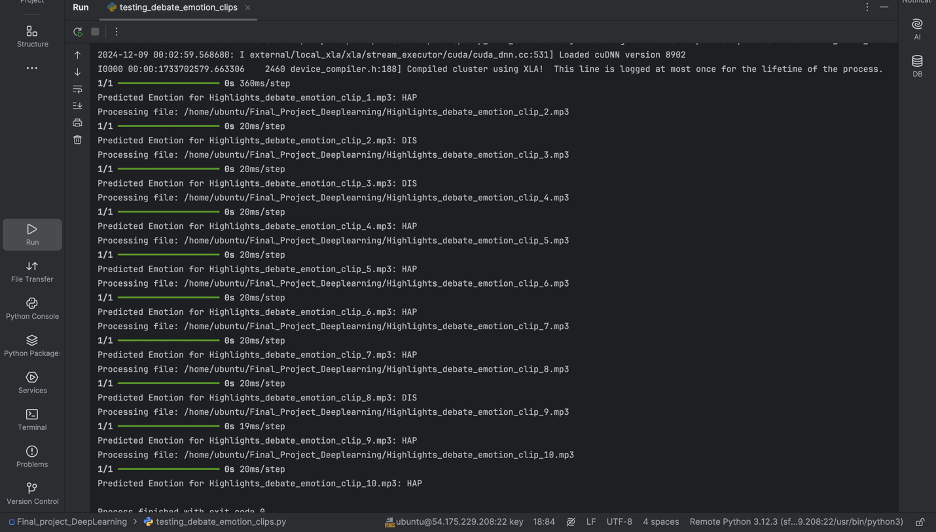 Project
Run
testing_debate_emotion_clips
Structure
2024-12-09 00:02:59.568680: I external/local_xla/xla/stream_executor/cuda/cuda_dnn.cc:531] Loaded cuDNN version 8902
I0000 00:00:1733702579.663306    2460 device_compiler.h:188] Compiled cluster using XLA!  This line is logged at most once for the lifetime of the process.
1/1 0s 360ms/step
Predicted Emotion for Highlights_debate_emotion_clip_1.mp3: HAP
Processing file: /home/ubuntu/Final_Project_Deeplearning/Highlights_debate_emotion_clip_2.mp3
1/1 0s 20ms/step
Predicted Emotion for Highlights_debate_emotion_clip_2.mp3: DIS
Processing file: /home/ubuntu/Final_Project_Deeplearning/Highlights_debate_emotion_clip_3.mp3
1/1 0s 20ms/step
Predicted Emotion for Highlights_debate_emotion_clip_3.mp3: DIS
Processing file: /home/ubuntu/Final_Project_Deeplearning/Highlights_debate_emotion_clip_4.mp3
1/1 0s 20ms/step
Predicted Emotion for Highlights_debate_emotion_clip_4.mp3: HAP
Processing file: /home/ubuntu/Final_Project_Deeplearning/Highlights_debate_emotion_clip_5.mp3
1/1 0s 20ms/step
Predicted Emotion for Highlights_debate_emotion_clip_5.mp3: HAP
Processing file: /home/ubuntu/Final_Project_Deeplearning/Highlights_debate_emotion_clip_6.mp3
1/1 0s 20ms/step
Predicted Emotion for Highlights_debate_emotion_clip_6.mp3: HAP
Processing file: /home/ubuntu/Final_Project_Deeplearning/Highlights_debate_emotion_clip_7.mp3
1/1 0s 20ms/step
Predicted Emotion for Highlights_debate_emotion_clip_7.mp3: HAP
Processing file: /home/ubuntu/Final_Project_Deeplearning/Highlights_debate_emotion_clip_8.mp3
1/1 0s 20ms/step
Predicted Emotion for Highlights_debate_emotion_clip_8.mp3: DIS
Processing file: /home/ubuntu/Final_Project_Deeplearning/Highlights_debate_emotion_clip_9.mp3
1/1 0s 19ms/step
Predicted Emotion for Highlights_debate_emotion_clip_9.mp3: HAP
Processing file: /home/ubuntu/Final_Project_Deeplearning/Highlights_debate_emotion_clip_10.mp3
1/1 0s 20ms/step
Predicted Emotion for Highlights_debate_emotion_clip_10.mp3: HAP
Process finished with exit code 0
Run
File Transfer
Python Console
Python Package
Services
Terminal
Problems
Version Control
AI
DB
Final_project_DeepLearning > testing_debate_emotion_clips.py
ubuntu@54.175.229.208:22 key 18:84 LF UTF-8 4 spaces Remote Python 3.12.3 (sf...9.208:22/usr/bin/python3)